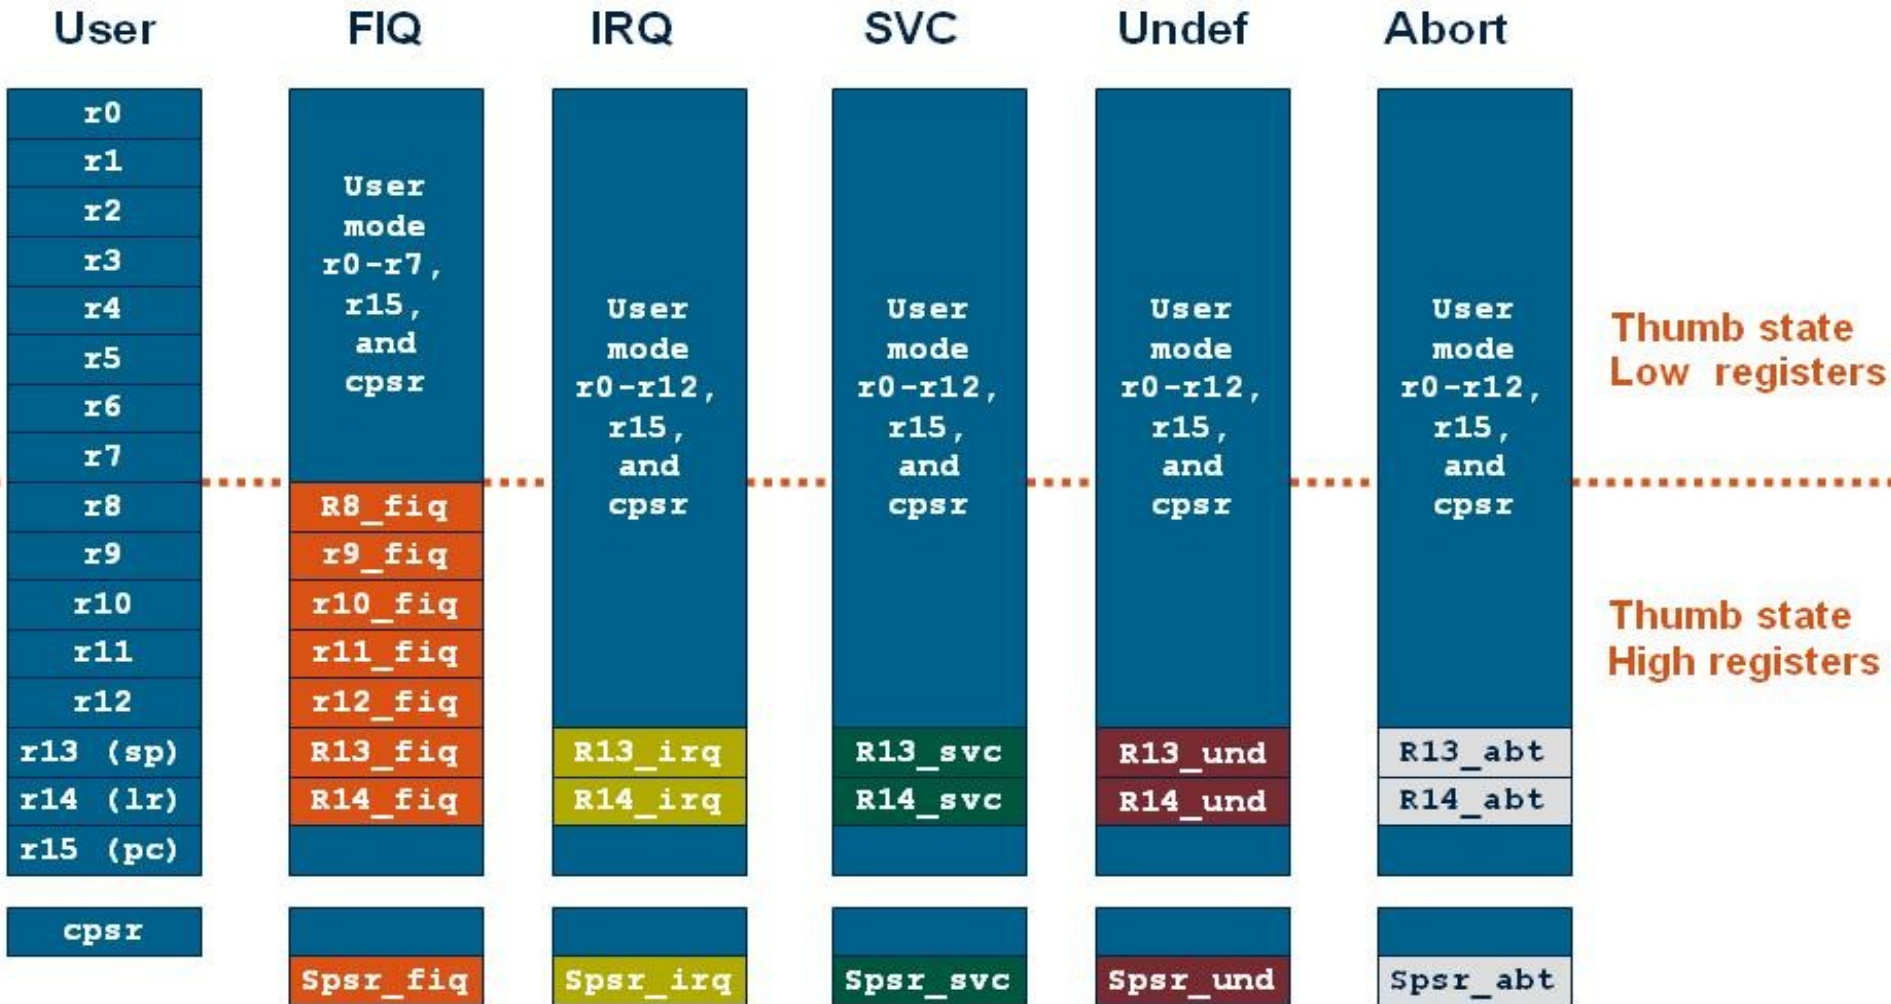 User
FIQ
IRQ
SVC
Undef
Abort
r0
r1
r2
r3
r4
r5
r6
r7
r8
r9
r10
r11
r12
r13 (sp)
r14 (lr)
r15 (pc)
cpsr
User
mode
r0-r7,
r15,
and
cpsr
R8_fiq
r9_fiq
r10_fiq
r11_fiq
r12_fiq
R13_fiq
R14_fiq
Spsr_fiq
User
mode
r0-r12,
r15,
and
cpsr
R13_irq
R14_irq
Spsr_irq
User
mode
r0-r12,
r15,
and
cpsr
R13_svc
R14_svc
Spsr_svc
User
mode
r0-r12,
r15,
and
cpsr
R13_und
R14_und
Spsr_und
User
mode
r0-r12,
r15,
and
cpsr
R13_abt
R14_abt
Spsr_abt
Thumb state
Low registers
Thumb state
High registers